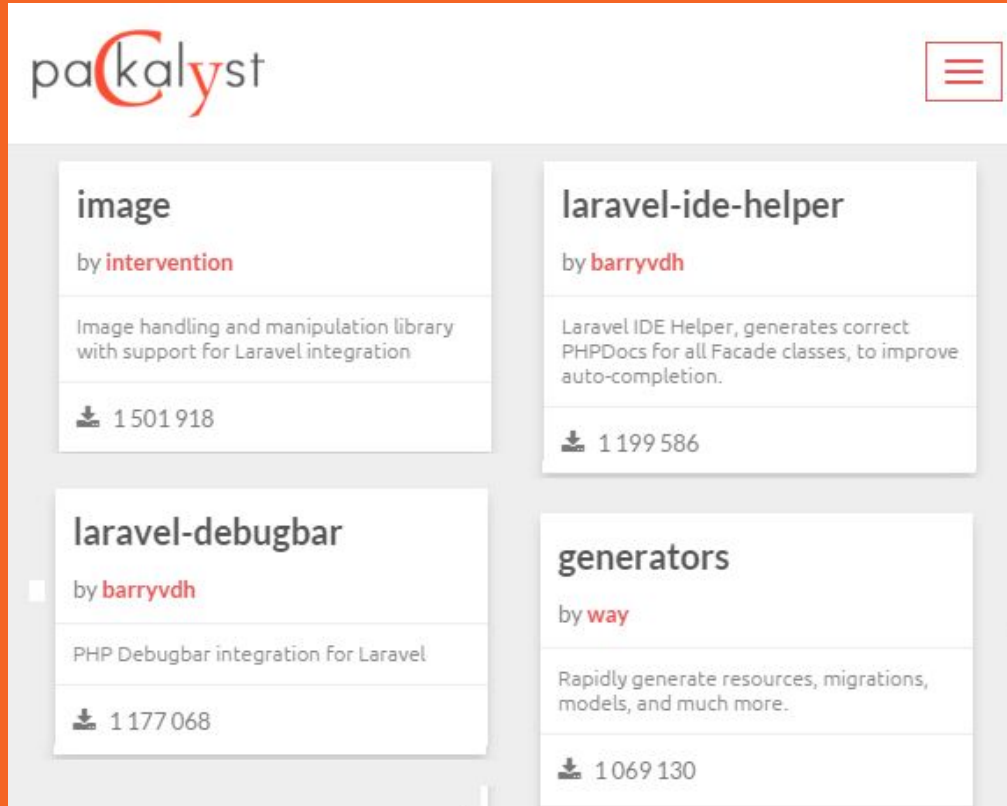 packalyst
image
by intervention
Image handling and manipulation library
with support for Laravel integration
1 501 918
laravel-ide-helper
by barryvdh
Laravel IDE Helper, generates correct
PHPDocs for all Facade classes, to improve
auto-completion.
1 199 586
laravel-debugbar
by barryvdh
PHP Debugbar integration for Laravel
1 177 068
generators
by way
Rapidly generate resources, migrations,
models, and much more.
1 069 130